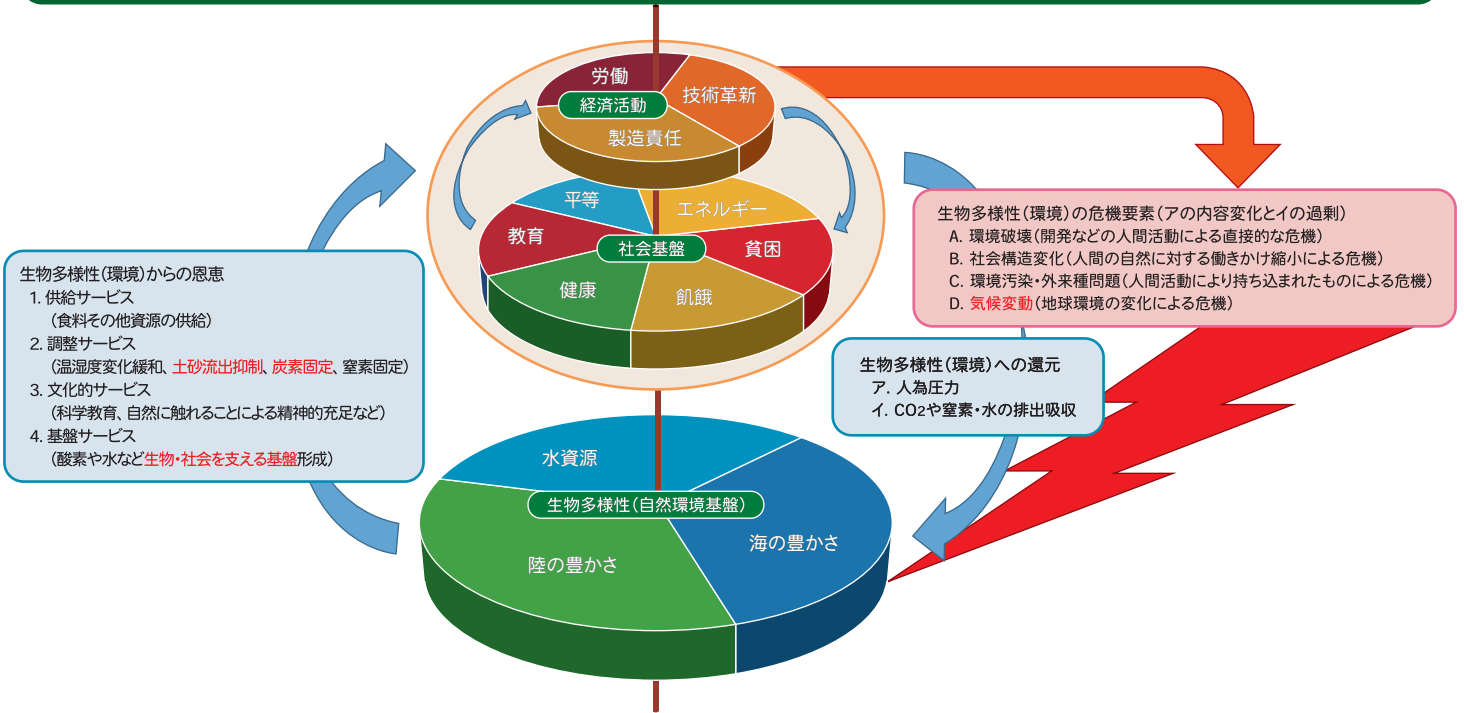 労働
技術革新
経済活動
製造責任
平等
エネルギー
教育
社会基盤
貧困
健康
飢餓
生物多様性(環境)からの恩恵
1. 供給サービス
(食料その他資源の供給)
2. 調整サービス
(温湿度変化緩和、土砂流出抑制、炭素固定、窒素固定)
3. 文化的サービス
(科学教育、自然に触れることによる精神的充足など)
4. 基盤サービス
(酸素や水など生物・社会を支える基盤形成)
生物多様性(環境)の危機要素(アの内容変化とイの過剰)
A. 環境破壊(開発などの人間活動による直接的な危機)
B. 社会構造変化(人間の自然に対する働きかけ縮小による危機)
C. 環境汚染・外来種問題(人間活動により持ち込まれたものによる危機)
D. 気候変動(地球環境の変化による危機)
生物多様性(環境)への還元
ア. 人為圧力
イ. CO2や窒素・水の排出吸収
水資源
生物多様性(自然環境基盤)
海の豊かさ
陸の豊かさ